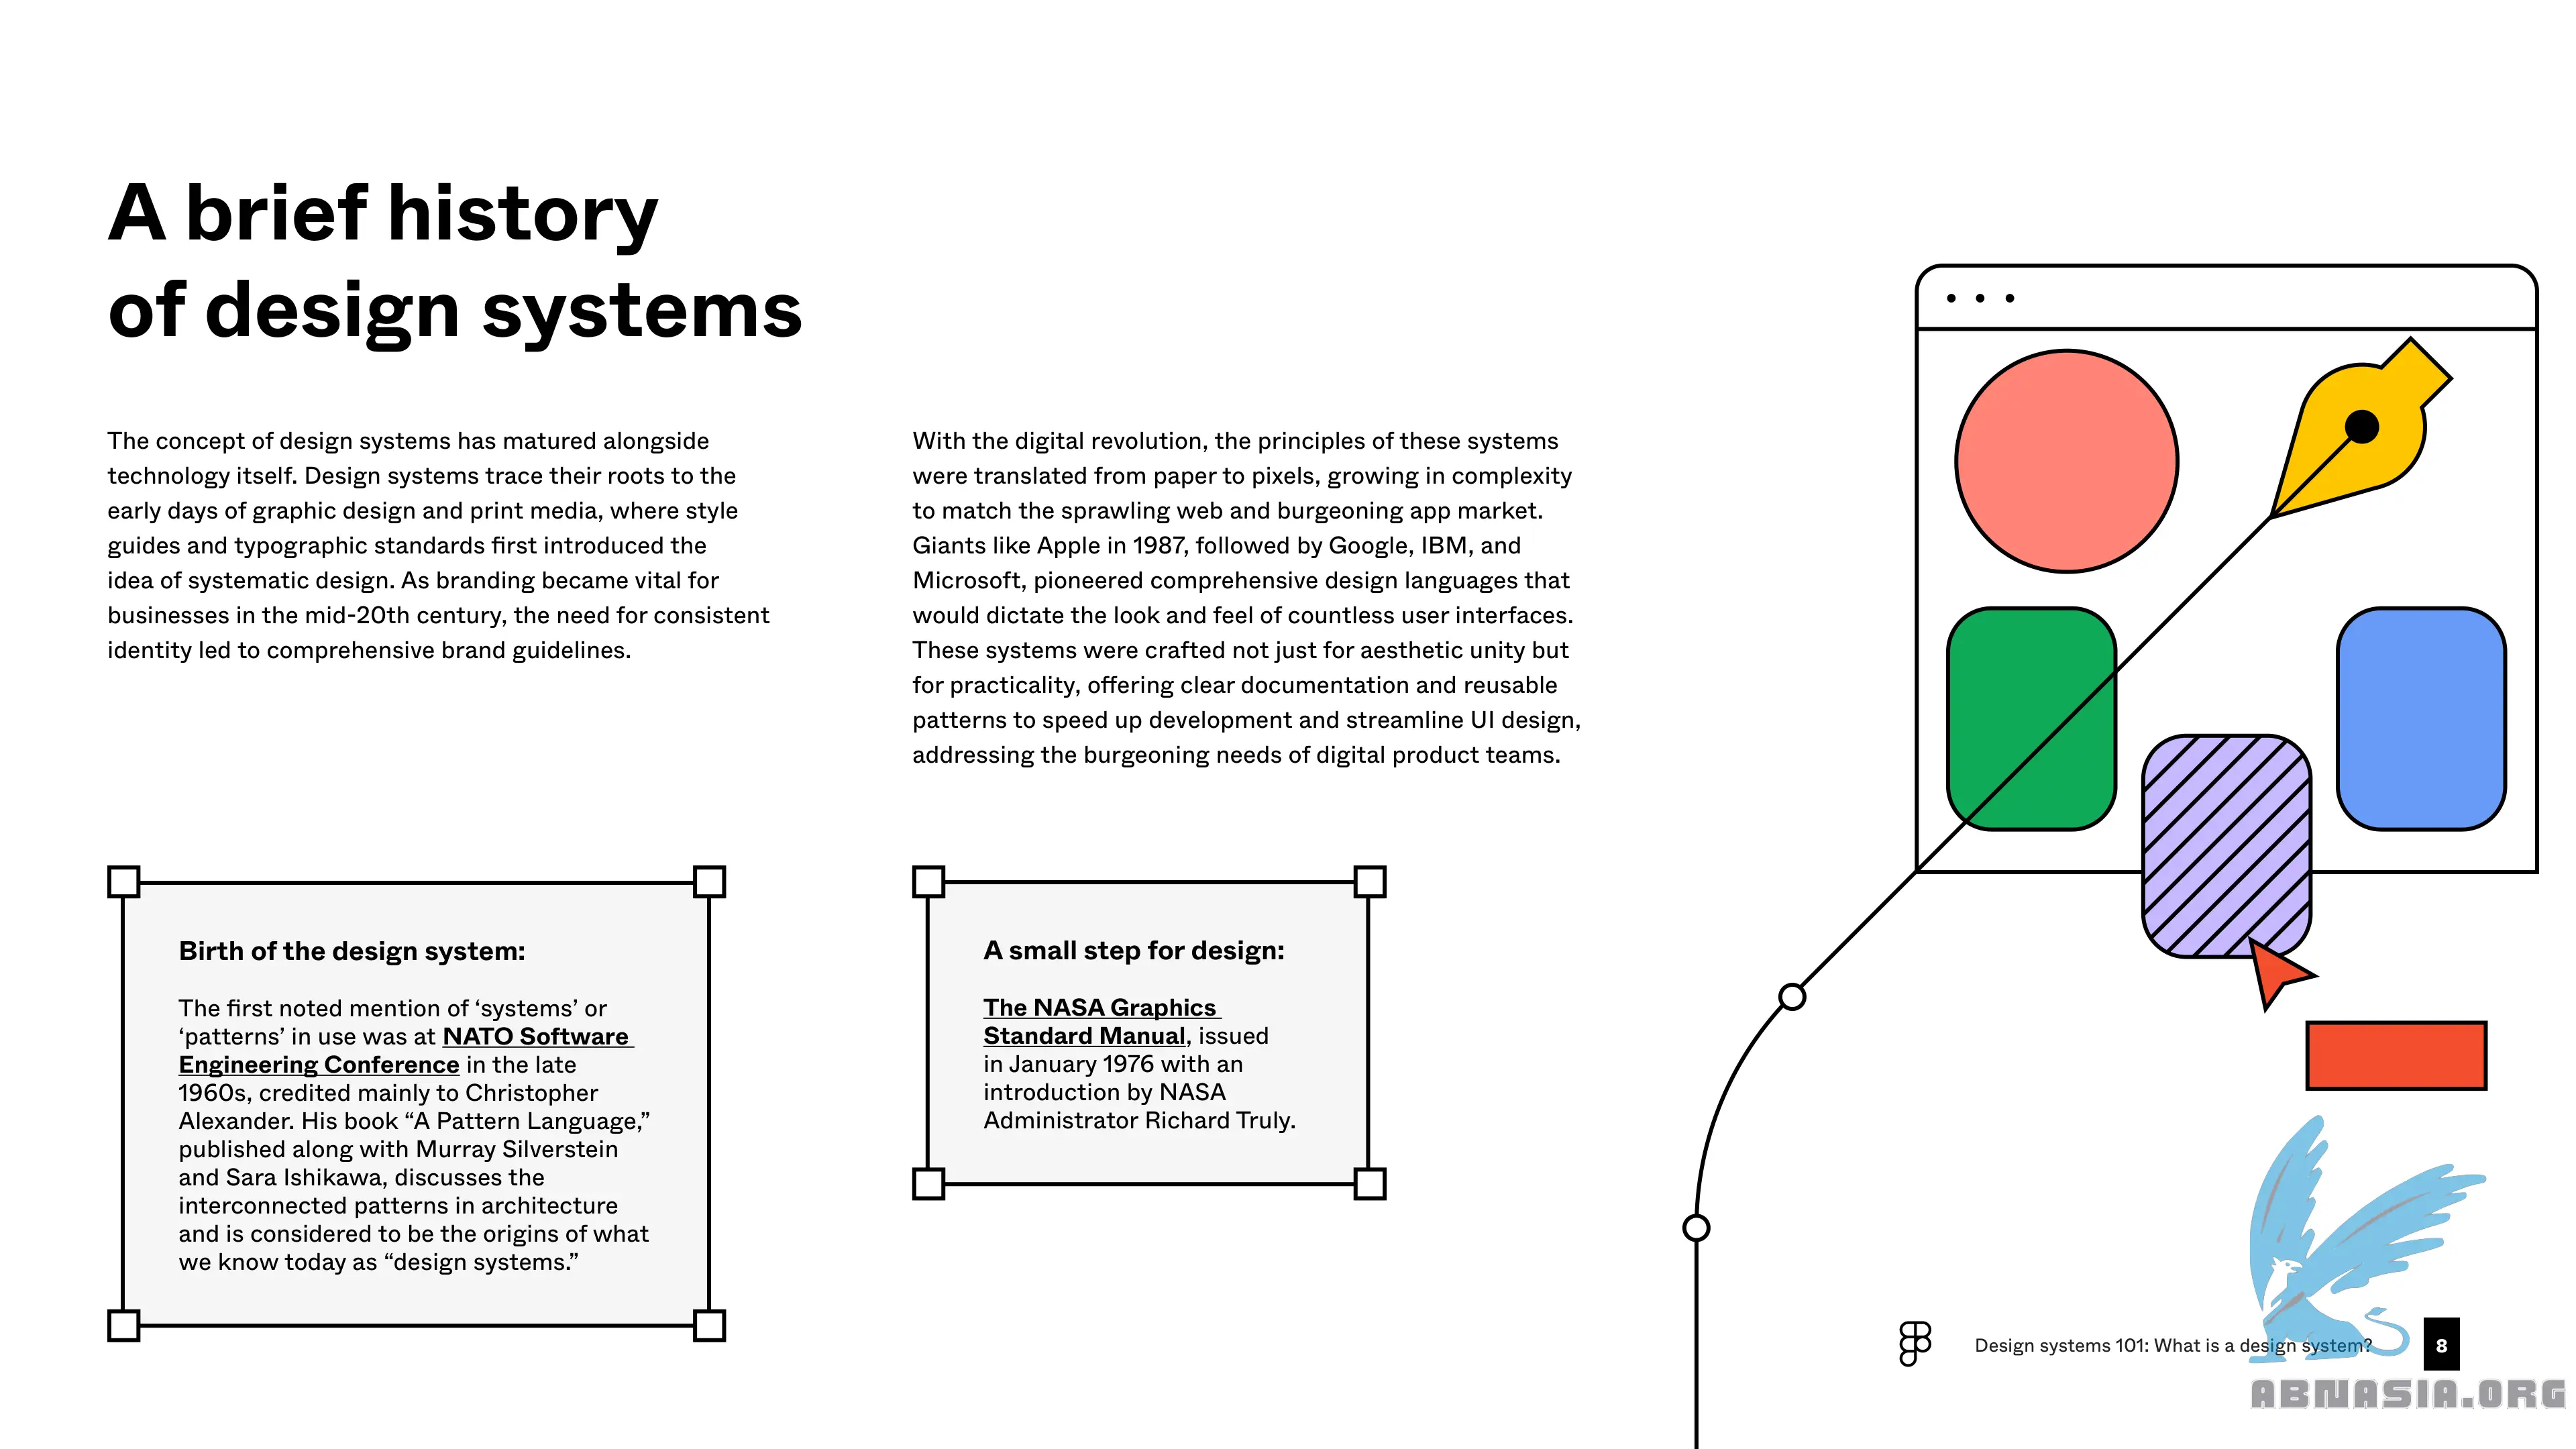 A brief history
of design systems
The concept of design systems has matured alongside
technology itself. Design systems trace their roots to the
early days of graphic design and print media, where style
guides and typographic standards first introduced the
idea of systematic design. As branding became vital for
businesses in the mid-20th century, the need for consistent
identity led to comprehensive brand guidelines.
With the digital revolution, the principles of these systems
were translated from paper to pixels, growing in complexity
to match the sprawling web and burgeoning app market.
Giants like Apple in 1987, followed by Google, IBM, and
Microsoft, pioneered comprehensive design languages that
would dictate the look and feel of countless user interfaces.
These systems were crafted not just for aesthetic unity but
for practicality, offering clear documentation and reusable
patterns to speed up development and streamline UI design,
addressing the burgeoning needs of digital product teams.
Birth of the design system:
The first noted mention of ‘systems’ or
‘patterns’ in use was at NATO Software
Engineering Conference in the late
1960s, credited mainly to Christopher
Alexander. His book “A Pattern Language,”
published along with Murray Silverstein
and Sara Ishikawa, discusses the
interconnected patterns in architecture
and is considered to be the origins of what
we know today as “design systems.”
A small step for design:
The NASA Graphics
Standard Manual, issued
in January 1976 with an
introduction by NASA
Administrator Richard Truly.
Design systems 101: What is a design system?
8
ABNASIA.ORG